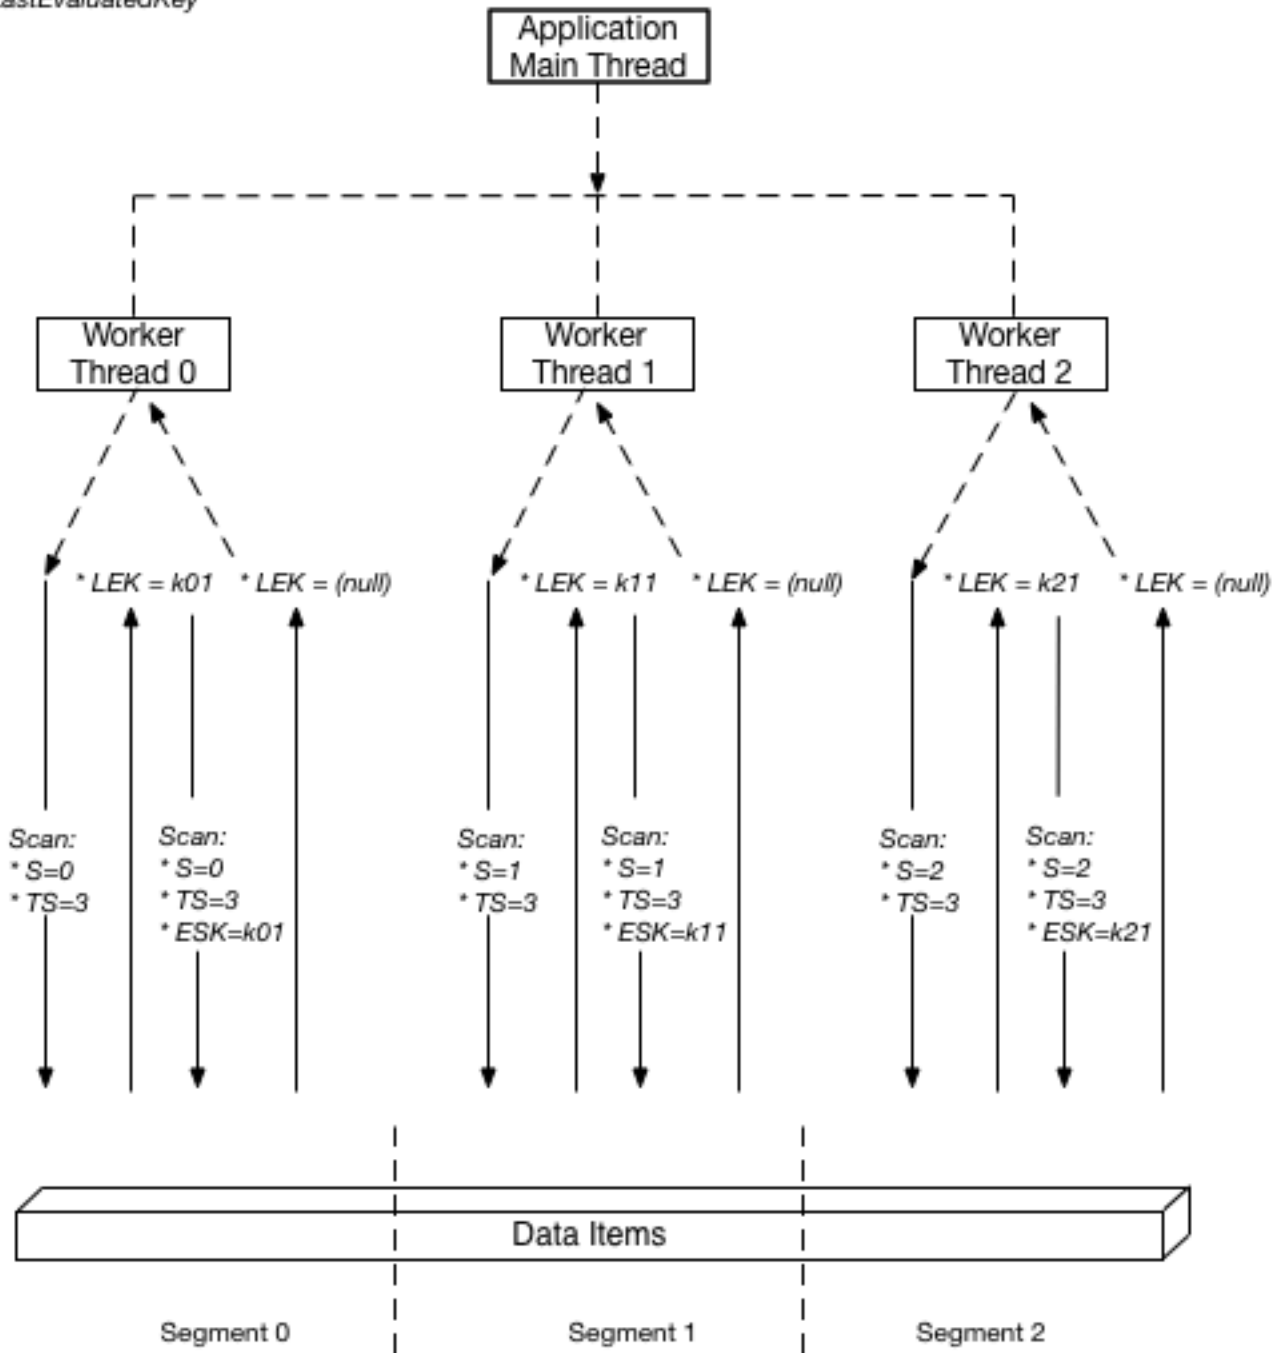 Application
Main Thread
Worker
Thread 0
Worker
Thread 1
Worker
Thread 2
* LEK = k01
* LEK = (null)
* LEK = k11
* LEK = (null)
* LEK = k21
* LEK = (null)
Scan:
* S=0
* TS=3
Scan:
* S=0
* TS=3
* ESK=k01
Scan:
* S=1
* TS=3
Scan:
* S=1
* TS=3
* ESK=k11
Scan:
* S=2
* TS=3
Scan:
* S=2
* TS=3
* ESK=k21
Data Items
Segment 0
Segment 1
Segment 2